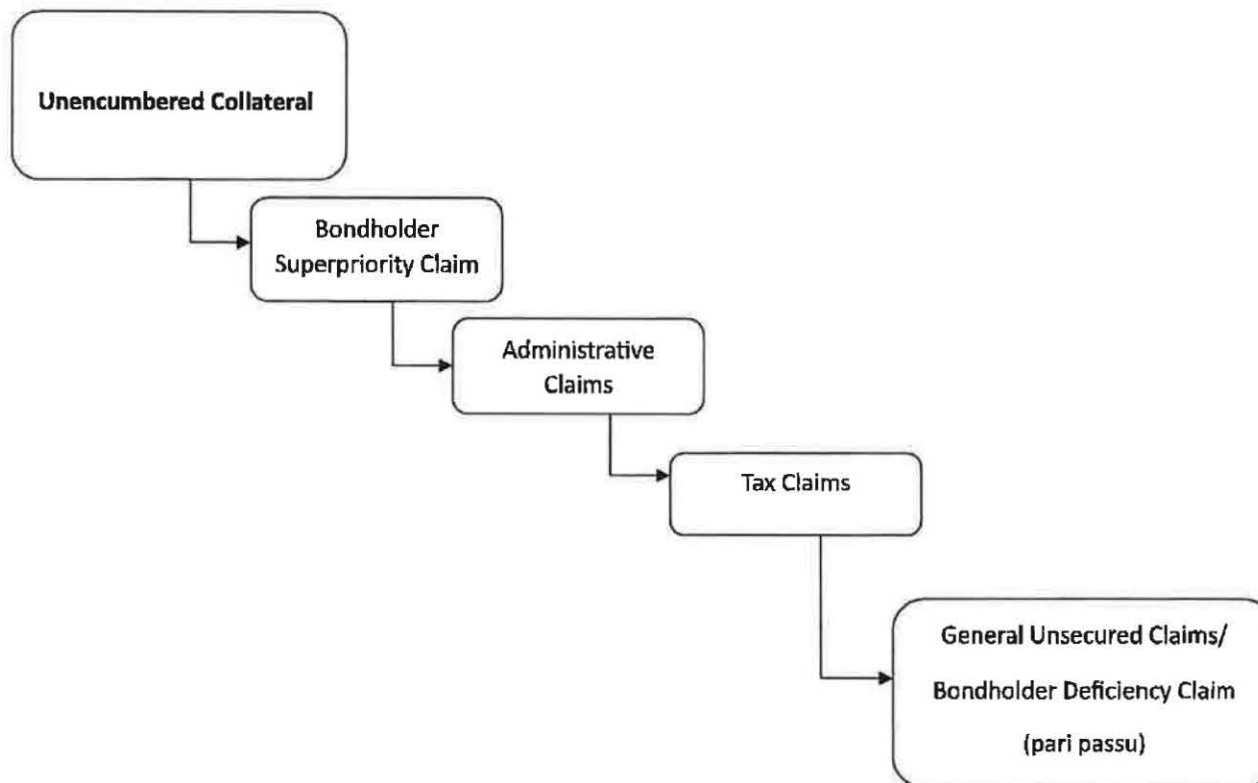 Unencumbered Collateral
Bondholder
Superpriority Claim
Administrative
Claims
Tax Claims
General Unsecured Claims/
Bondholder Deficiency Claim
(pari passu)